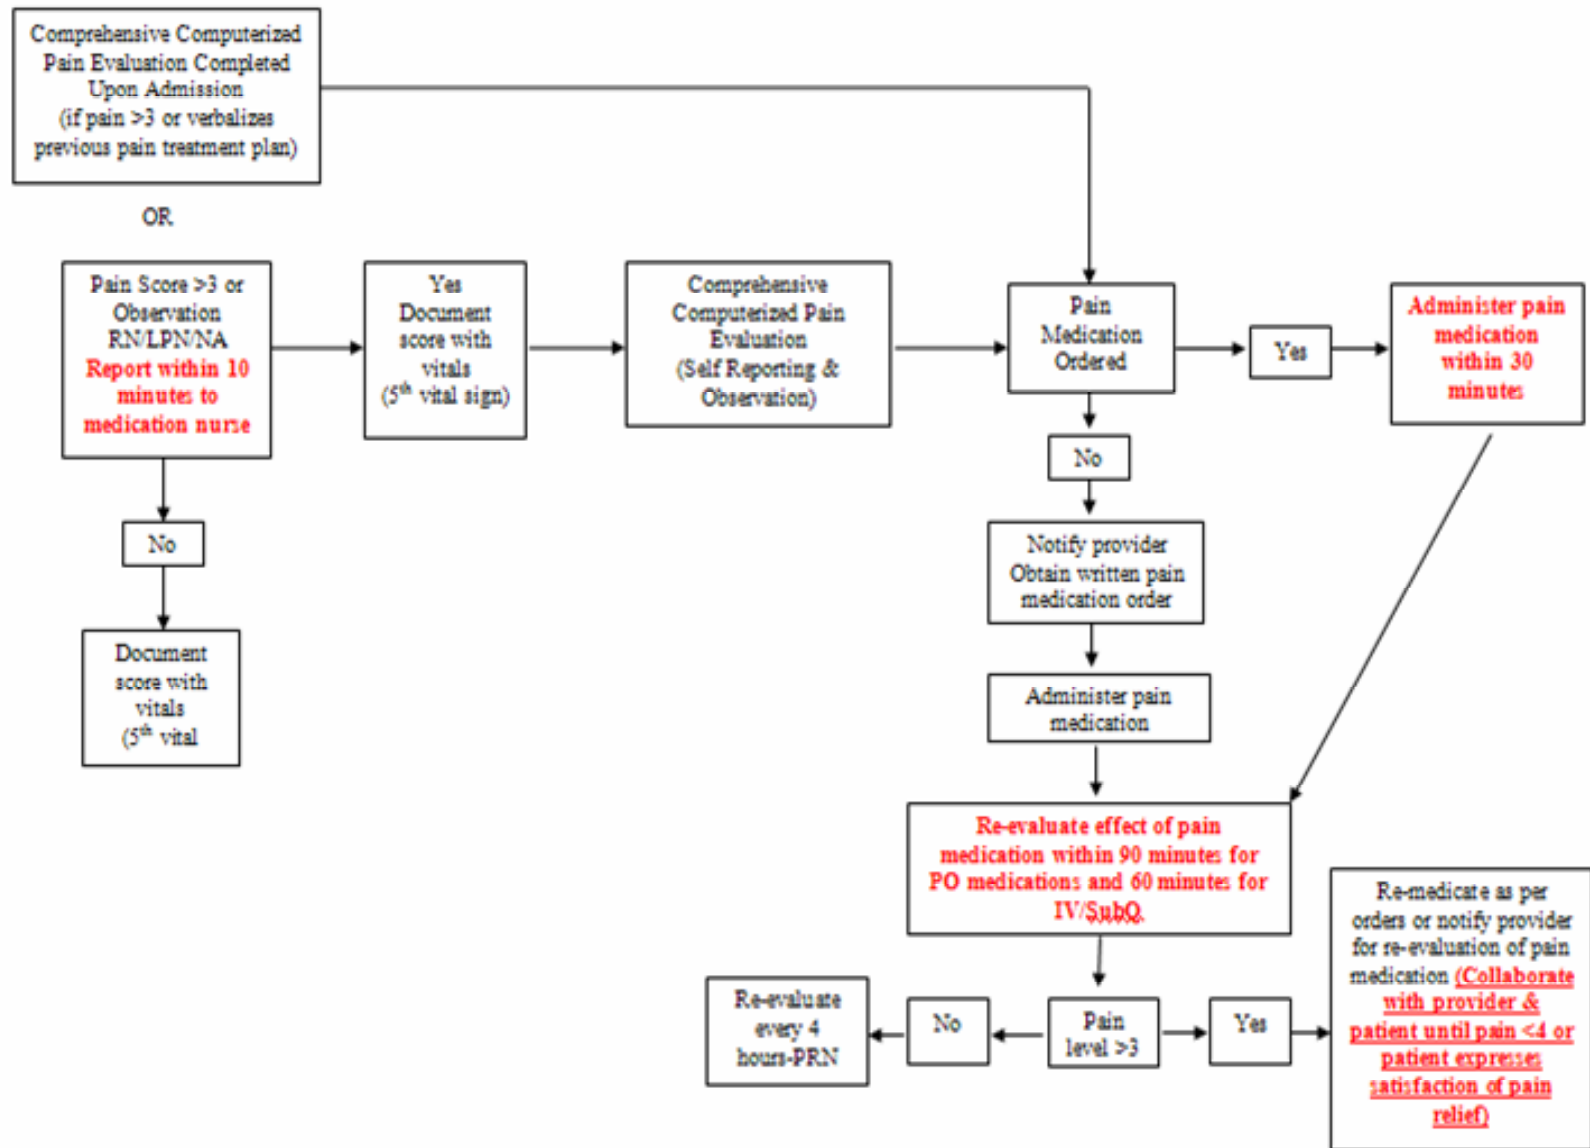 Comprehensive Computerized
Pain Evaluation Completed
Upon Admission
(if pain >3 or verbalizes
previous pain treatment plan)
OR
Pain Score >3 or
Observation
RN/LPN/NA
Report within 10
minutes to
medication nurse
Yes
Document
score with
vitals
(5th vital sign)
Comprehensive
Computerized Pain
Evaluation
(Self Reporting &
Observation)
Pain
Medication
Ordered
Yes
Administer pain
medication
within 30
minutes
No
Document
score with
vitals
(5th vital
No
Notify provider
Obtain written pain
medication order
Administer pain
medication
Re-evaluate effect of pain
medication within 90 minutes for
PO medications and 60 minutes for
IV/SubQ.
Pain
level >3
No
Re-evaluate
every 4
hours-PRN
Yes
Re-medicate as per
orders or notify provider
for re-evaluation of pain
medication (Collaborate
with provider &
patient until pain <4 or
patient expresses
satisfaction of pain
relief)